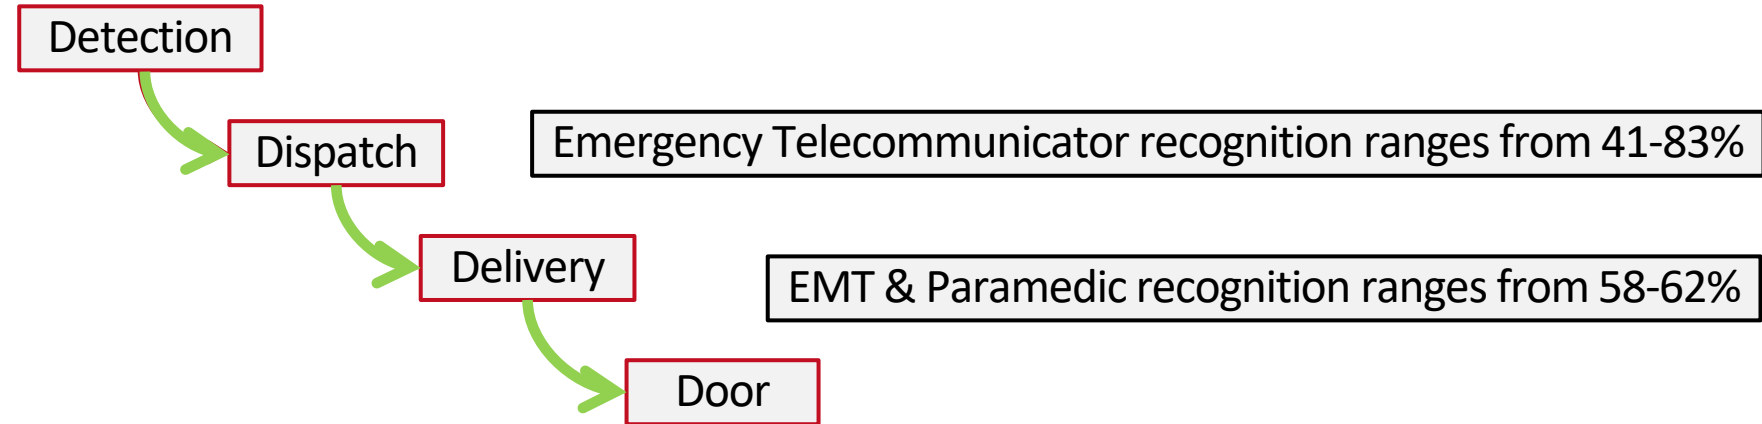 Detection
Dispatch
Emergency Telecommunicator recognition ranges from 41-83%
Delivery
EMT & Paramedic recognition ranges from 58-62%
Door